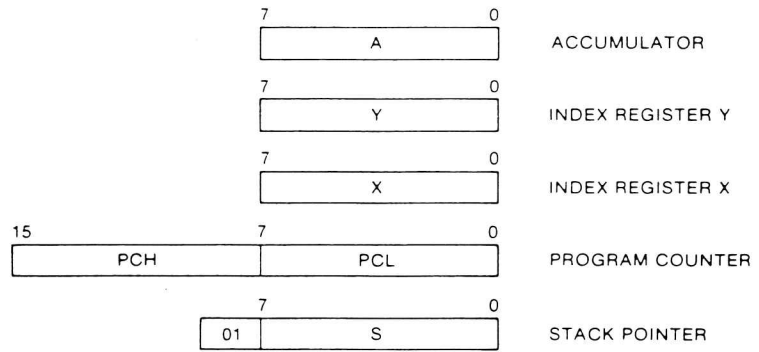 7 0
A ACCUMULATOR
7 0
Y INDEX REGISTER Y
7 0
X INDEX REGISTER X
15 7 0
PCH PCL PROGRAM COUNTER
7 0
01 S STACK POINTER